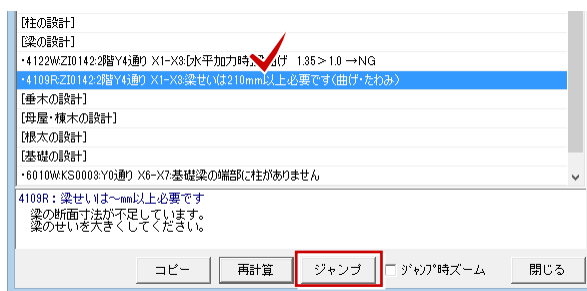 [柱の設計]
[梁の設計]
・4122W:ZI0142:2階Y4通り X1-X3:[水平加力時] 曲げ 1.35＞1.0→NG
・4109R:ZI0142:2階Y4通り X1-X3:梁せいは210mm以上必要です(曲げ・たわみ)
[垂木の設計]
[母屋・棟木の設計]
[根太の設計]
[基礎の設計]
・6010W:KS0003:Y0通り X6-X7:基礎梁の端部に柱がありません
4109R：梁せいは～mm以上必要です
梁の断面寸法が不足しています。
梁のせいを大きくしてください。
コピー 再計算 ジャンプ ジャンプ時ズーム 閉じる